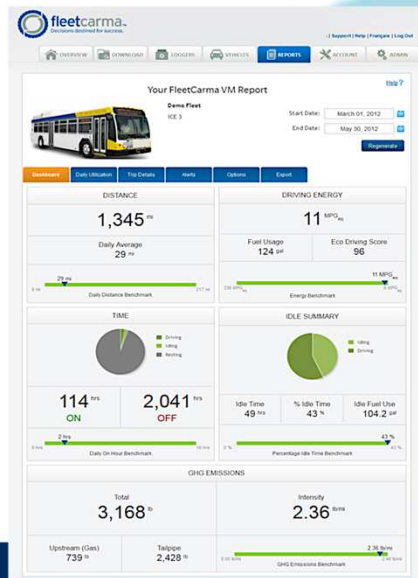 fleetcarma
Decisions destined for success.
Support | Help | Français | Log Out
OVERVIEW DOWNLOAD LOGGERS VEHICLES REPORTS ACCOUNT ADMIN
Help ?
Your FleetCarma VM Report
Demo Fleet
ICE 3
Start Date: March 01, 2012
End Date: May 30, 2012
Regenerate
Dashboard Daily Utilization Trip Details Alerts Options Export
DISTANCE
1,345 mi
Daily Average
29 mi
29 mi
0 mi 217 mi
Daily Distance Benchmark
DRIVING ENERGY
11 MPG
Fuel Usage
124 gal
Eco Driving Score
96
11 MPG
Energy Benchmark
TIME
Driving
Idling
Resting
114 hrs
ON
2,041 hrs
OFF
2 hrs
0 hrs
Daily On Hour Benchmark
IDLE SUMMARY
Idling
Driving
Idle Time
49 hrs
% Idle Time
43 %
Idle Fuel Use
104.2 gal
43 %
0 %
Percentage Idle Time Benchmark
GHG EMISSIONS
Total
3,168 lb
Intensity
2.36 lb/mi
Upstream (Gas)
739 lb
Tailpipe
2,428 lb
2.36 lb/mi
GHG Emissions Benchmark